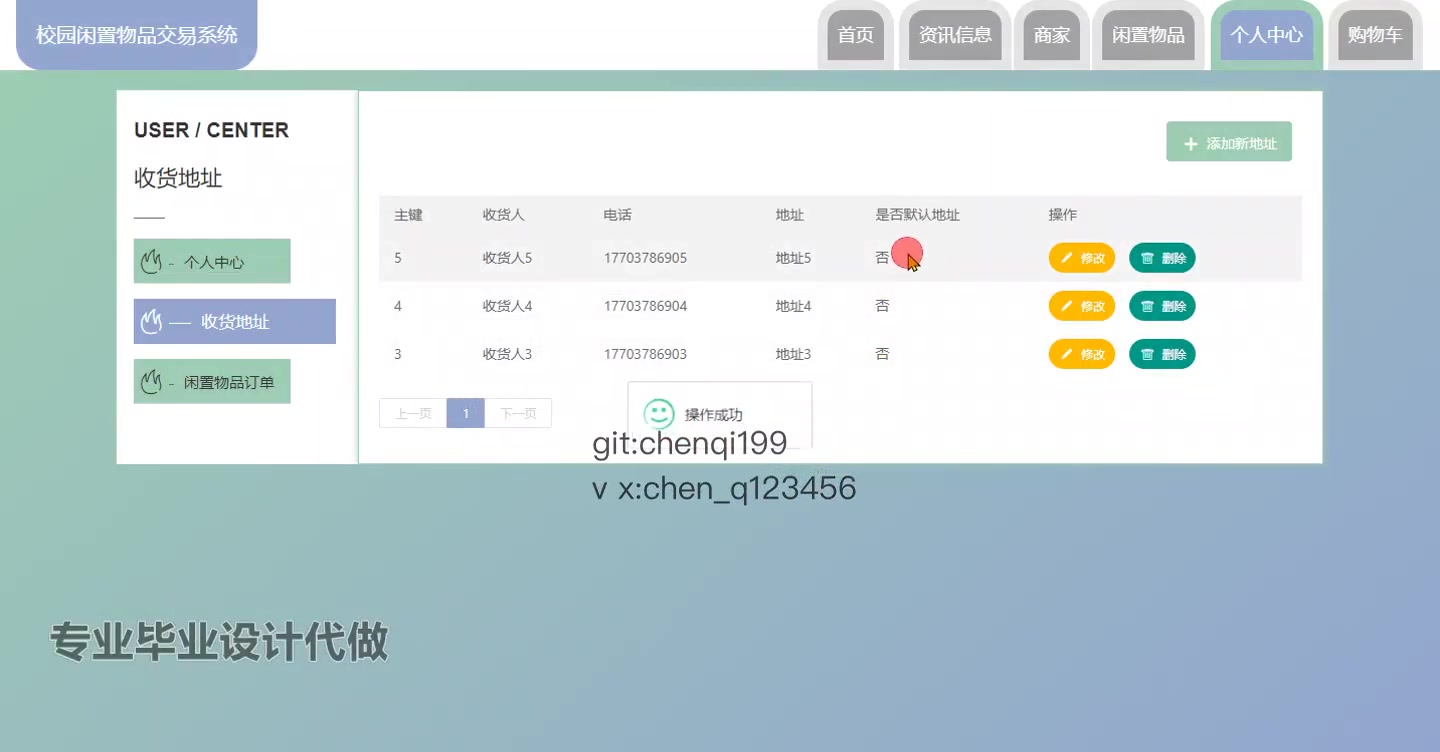 校园闲置物品交易系统
首页 资讯信息 商家 闲置物品 个人中心 购物车
USER / CENTER
收货地址
个人中心
收货地址
闲置物品订单
添加新地址
主键 收货人 电话 地址 是否默认地址 操作
5 收货人5 17703786905 地址5 否 修改 删除
4 收货人4 17703786904 地址4 否 修改 删除
3 收货人3 17703786903 地址3 否 修改 删除
上一页 1 下一页
操作成功
git:chenqi199
v x:chen_q123456
专业毕业设计代做